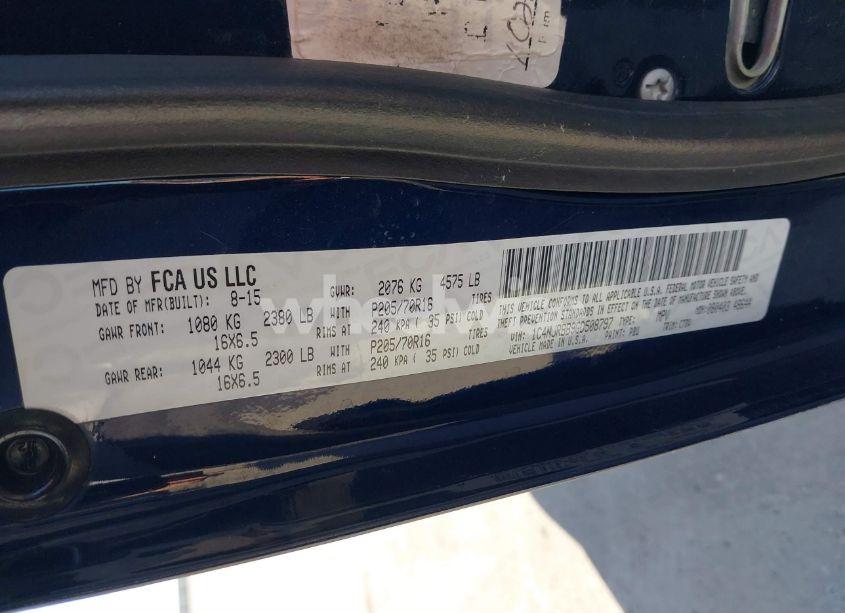 MFD BY FCA US LLC
DATE OF MFR(BUILT): 8-15
GVWR: 2076 KG 4575 LB
GAWR FRONT: 1080 KG 2380 LB WITH P205/70R16 TIRES
16X6.5 RIMS AT 240 KPA ( 35 PSI) COLD
GAWR REAR: 1044 KG 2300 LB WITH P205/70R16 TIRES
16X6.5 RIMS AT 240 KPA ( 35 PSI) COLD
THIS VEHICLE CONFORMS TO ALL APPLICABLE U.S.A. FEDERAL MOTOR VEHICLE SAFETY AND
THEFT PREVENTION STANDARDS IN EFFECT ON THE DATE OF MANUFACTURE SHOWN ABOVE.
VIN: TYPE: MPV MDH:
VEHICLE MADE IN U.S.A. PAINT: TRIM: